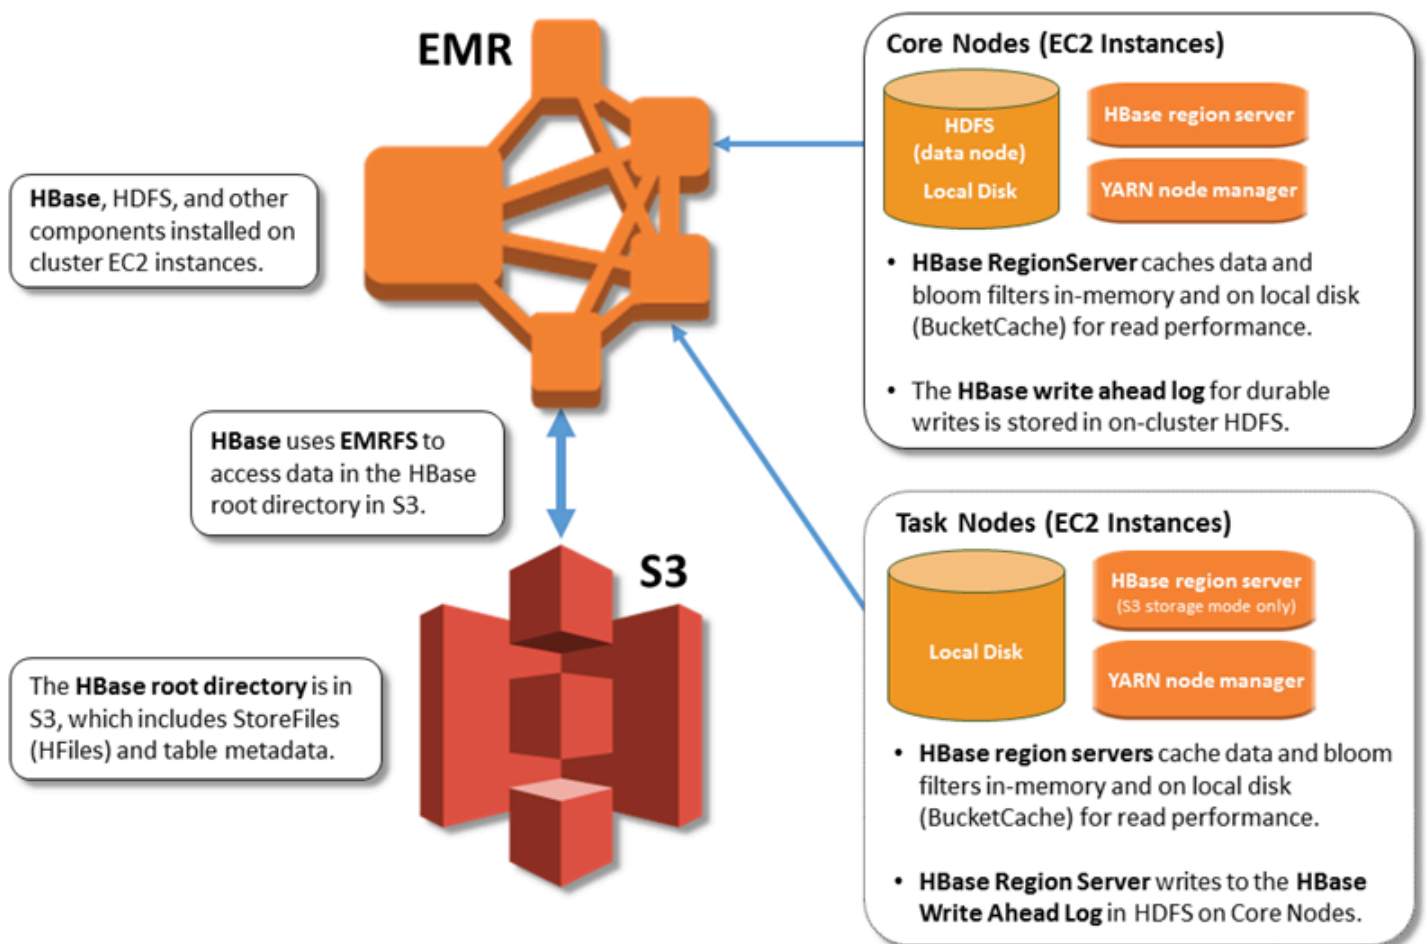 EMR
HBase, HDFS, and other
components installed on
cluster EC2 instances.
HBase uses EMRFS to
access data in the HBase
root directory in S3.
S3
The HBase root directory is in
S3, which includes StoreFiles
(HFiles) and table metadata.
Core Nodes (EC2 Instances)
HDFS
(data node)
Local Disk
HBase region server
YARN node manager
• HBase RegionServer caches data and
bloom filters in-memory and on local disk
(BucketCache) for read performance.
• The HBase write ahead log for durable
writes is stored in on-cluster HDFS.
Task Nodes (EC2 Instances)
Local Disk
HBase region server
(S3 storage mode only)
YARN node manager
• HBase region servers cache data and bloom
filters in-memory and on local disk
(BucketCache) for read performance.
• HBase Region Server writes to the HBase
Write Ahead Log in HDFS on Core Nodes.